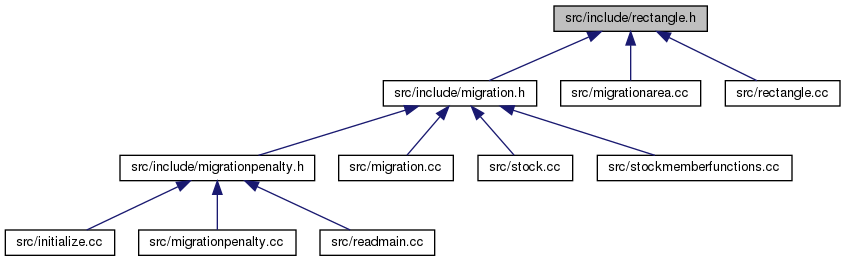 src/include/rectangle.h
src/include/migration.h
src/migrationarea.cc
src/rectangle.cc
src/include/migrationpenalty.h
src/migration.cc
src/stock.cc
src/stockmemberfunctions.cc
src/initialize.cc
src/migrationpenalty.cc
src/readmain.cc